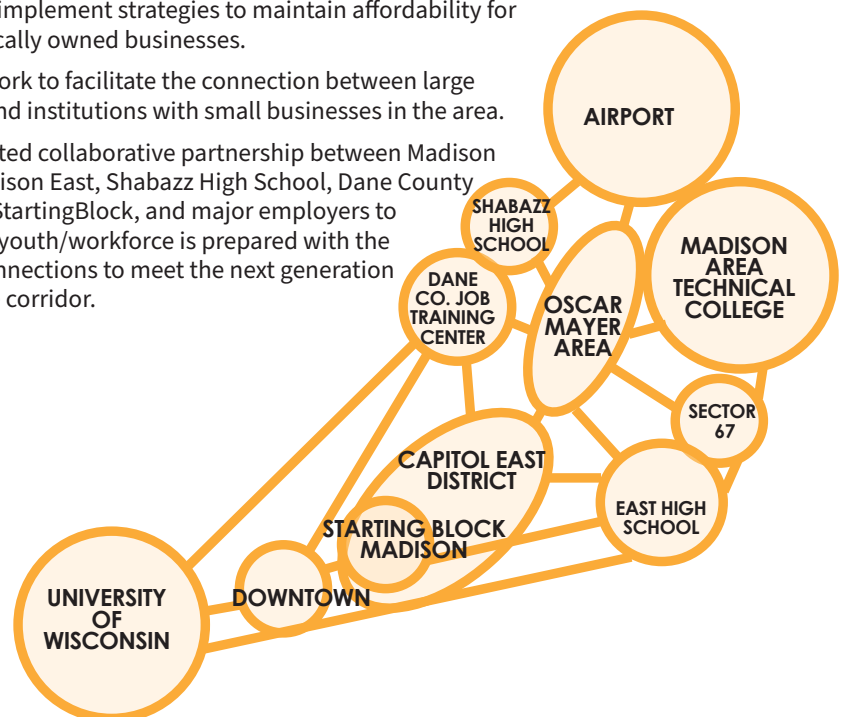 implement strategies to maintain affordability for
cally owned businesses.
ork to facilitate the connection between large
nd institutions with small businesses in the area.
ted collaborative partnership between Madison
ison East, Shabazz High School, Dane County
StartingBlock, and major employers to
youth/workforce is prepared with the
nnections to meet the next generation
corridor.
AIRPORT
SHABAZZ
HIGH
SCHOOL
MADISON
AREA
TECHNICAL
COLLEGE
DANE
CO. JOB
TRAINING
CENTER
OSCAR
MAYER
AREA
SECTOR
67
CAPITOL EAST
DISTRICT
EAST HIGH
SCHOOL
STARTING BLOCK
MADISON
DOWNTOWN
UNIVERSITY
OF
WISCONSIN